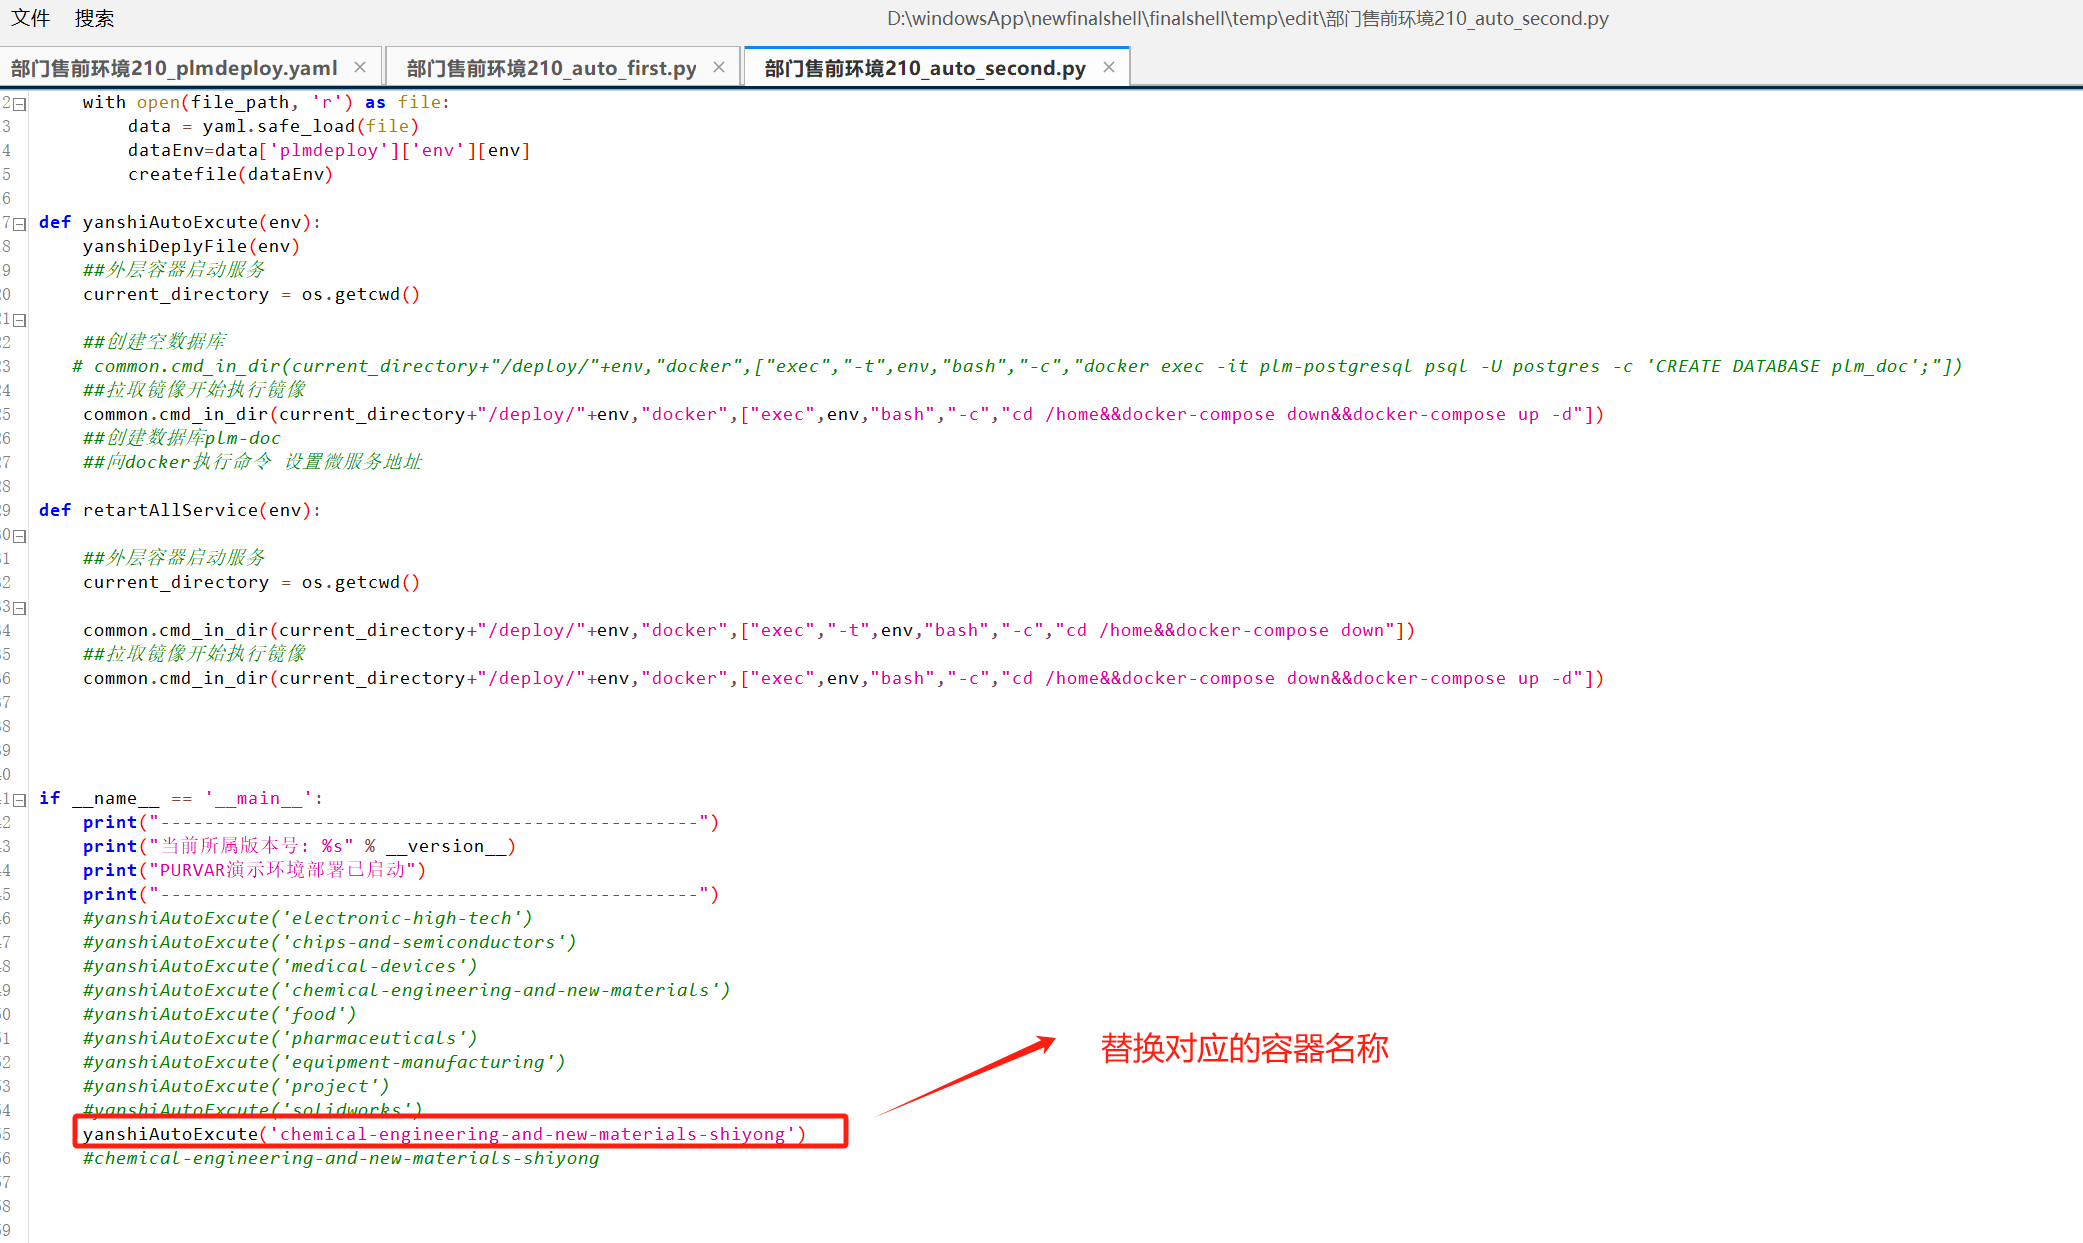 文件 搜索 D:\windowsApp\newfinalshell\finalshell\temp\edit\部门售前环境210_auto_second.py
部门售前环境210_plmdeploy.yaml × 部门售前环境210_auto_first.py × 部门售前环境210_auto_second.py ×
2 with open(file_path, 'r') as file:
3 data = yaml.safe_load(file)
4 dataEnv=data['plmdeploy']['env'][env]
5 createfile(dataEnv)
6
7 def yanshiAutoExcute(env):
8 yanshiDeplyFile(env)
9 ##外层容器启动服务
0 current_directory = os.getcwd()
1
2 ##创建空数据库
3 # common.cmd_in_dir(current_directory+"/deploy/"+env,"docker",["exec","-t",env,"bash","-c","docker exec -it plm-postgresql psql -U postgres -c 'CREATE DATABASE plm_doc';"])
4 ##拉取镜像开始执行镜像
5 common.cmd_in_dir(current_directory+"/deploy/"+env,"docker",["exec",env,"bash","-c","cd /home&&docker-compose down&&docker-compose up -d"])
6 ##创建数据库plm-doc
7 ##向docker执行命令 设置微服务地址
8
9 def retartAllService(env):
0
1 ##外层容器启动服务
2 current_directory = os.getcwd()
3
4 common.cmd_in_dir(current_directory+"/deploy/"+env,"docker",["exec","-t",env,"bash","-c","cd /home&&docker-compose down"])
5 ##拉取镜像开始执行镜像
6 common.cmd_in_dir(current_directory+"/deploy/"+env,"docker",["exec",env,"bash","-c","cd /home&&docker-compose down&&docker-compose up -d"])
7
8
9
0
1 if __name__ == '__main__':
2 print("-------------------------------------------------")
3 print("当前所属版本号: %s" % __version__)
4 print("PURVAR演示环境部署已启动")
5 print("-------------------------------------------------")
6 #yanshiAutoExcute('electronic-high-tech')
7 #yanshiAutoExcute('chips-and-semiconductors')
8 #yanshiAutoExcute('medical-devices')
9 #yanshiAutoExcute('chemical-engineering-and-new-materials')
0 #yanshiAutoExcute('food')
1 #yanshiAutoExcute('pharmaceuticals')
2 #yanshiAutoExcute('equipment-manufacturing')
3 #yanshiAutoExcute('project')
4 #yanshiAutoExcute('solidworks')
5 yanshiAutoExcute('chemical-engineering-and-new-materials-shiyong')
6 #chemical-engineering-and-new-materials-shiyong
7
8
9
替换对应的容器名称